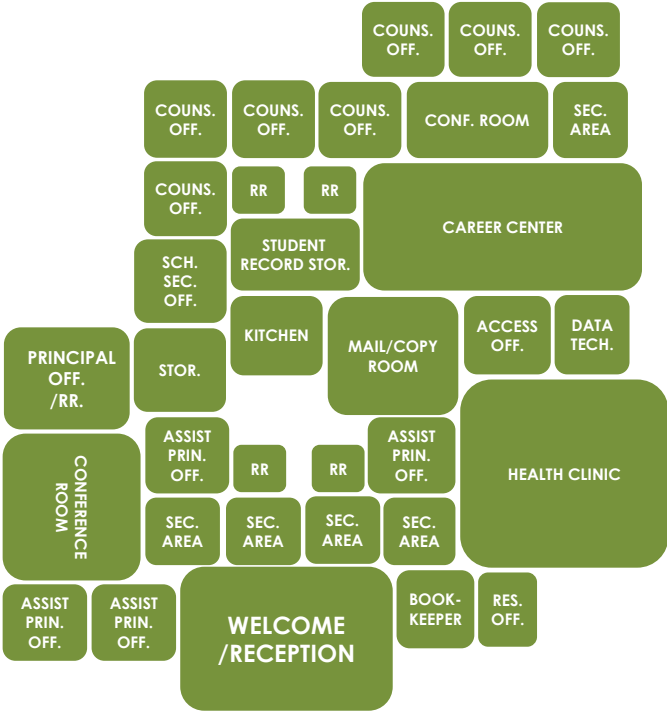 COUNS.
OFF.
COUNS.
OFF.
COUNS.
OFF.
COUNS.
OFF.
COUNS.
OFF.
COUNS.
OFF.
CONF. ROOM
SEC.
AREA
COUNS.
OFF.
RR
RR
CAREER CENTER
STUDENT
RECORD STOR.
SCH.
SEC.
OFF.
KITCHEN
MAIL/COPY
ROOM
ACCESS
OFF.
DATA
TECH.
PRINCIPAL
OFF.
/RR.
STOR.
ASSIST
PRIN.
OFF.
RR
RR
ASSIST
PRIN.
OFF.
HEALTH CLINIC
CONFERENCE
ROOM
SEC.
AREA
SEC.
AREA
SEC.
AREA
SEC.
AREA
ASSIST
PRIN.
OFF.
ASSIST
PRIN.
OFF.
WELCOME
/RECEPTION
BOOK-
KEEPER
RES.
OFF.